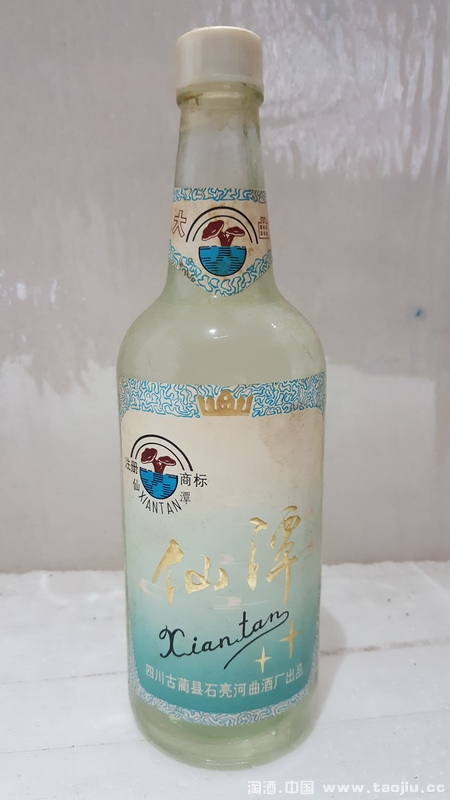 大 曲
注册 商标
仙 潭
XIANTAN
仙潭
Xiantan
四川古蔺县石亮河曲酒厂出品
淘酒.中国 www.taojiu.cc